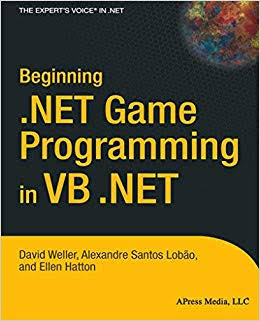 THE EXPERT'S VOICE® IN .NET
Beginning
.NET Game
Programming
in VB .NET
David Weller, Alexandre Santos Lobão,
and Ellen Hatton
APress Media, LLC